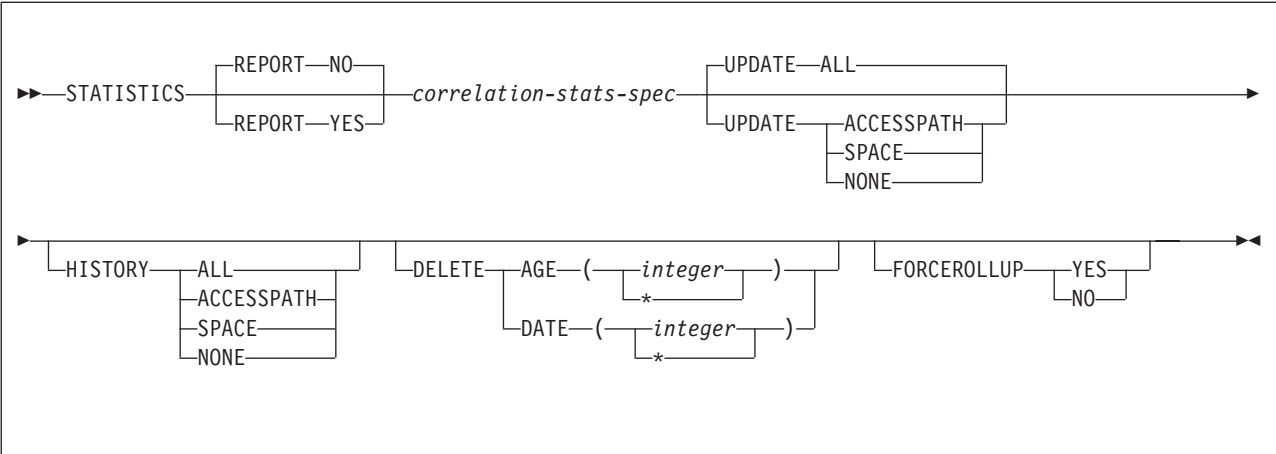 REPORT NO UPDATE ALL
STATISTICS correlation-stats-spec
REPORT YES UPDATE ACCESSPATH
SPACE
NONE
HISTORY ALL DELETE AGE ( integer ) FORCEROLLUP YES
ACCESSPATH * NO
SPACE DATE ( integer )
NONE *